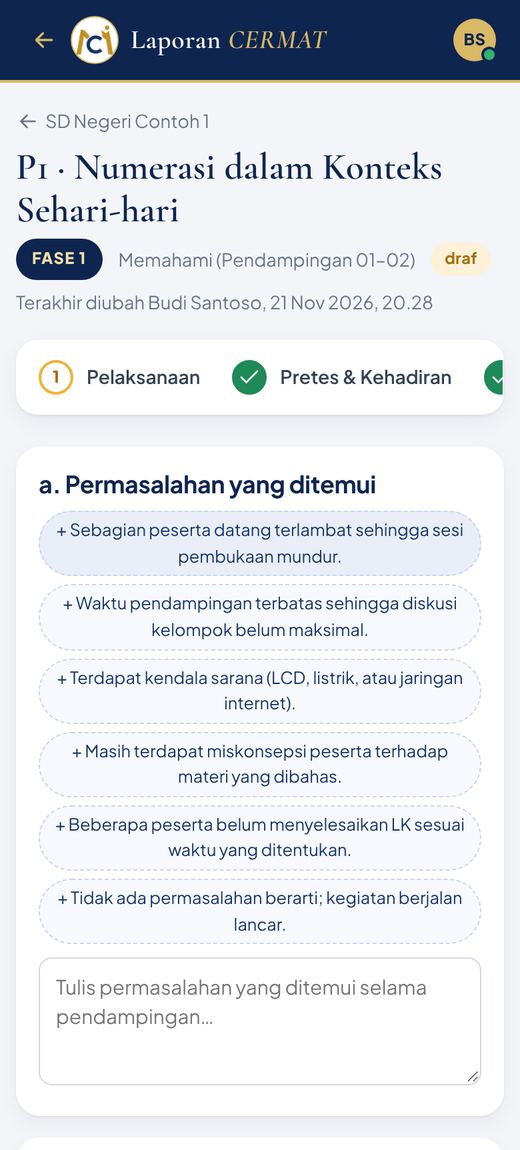 ← Laporan CERMAT BS
← SD Negeri Contoh 1
P1 · Numerasi dalam Konteks
Sehari-hari
FASE 1 Memahami (Pendampingan 01–02) draf
Terakhir diubah Budi Santoso, 21 Nov 2026, 20.28
1 Pelaksanaan ✓ Pretes & Kehadiran
a. Permasalahan yang ditemui
+ Sebagian peserta datang terlambat sehingga sesi
pembukaan mundur.
+ Waktu pendampingan terbatas sehingga diskusi
kelompok belum maksimal.
+ Terdapat kendala sarana (LCD, listrik, atau jaringan
internet).
+ Masih terdapat miskonsepsi peserta terhadap
materi yang dibahas.
+ Beberapa peserta belum menyelesaikan LK sesuai
waktu yang ditentukan.
+ Tidak ada permasalahan berarti; kegiatan berjalan
lancar.
Tulis permasalahan yang ditemui selama
pendampingan…